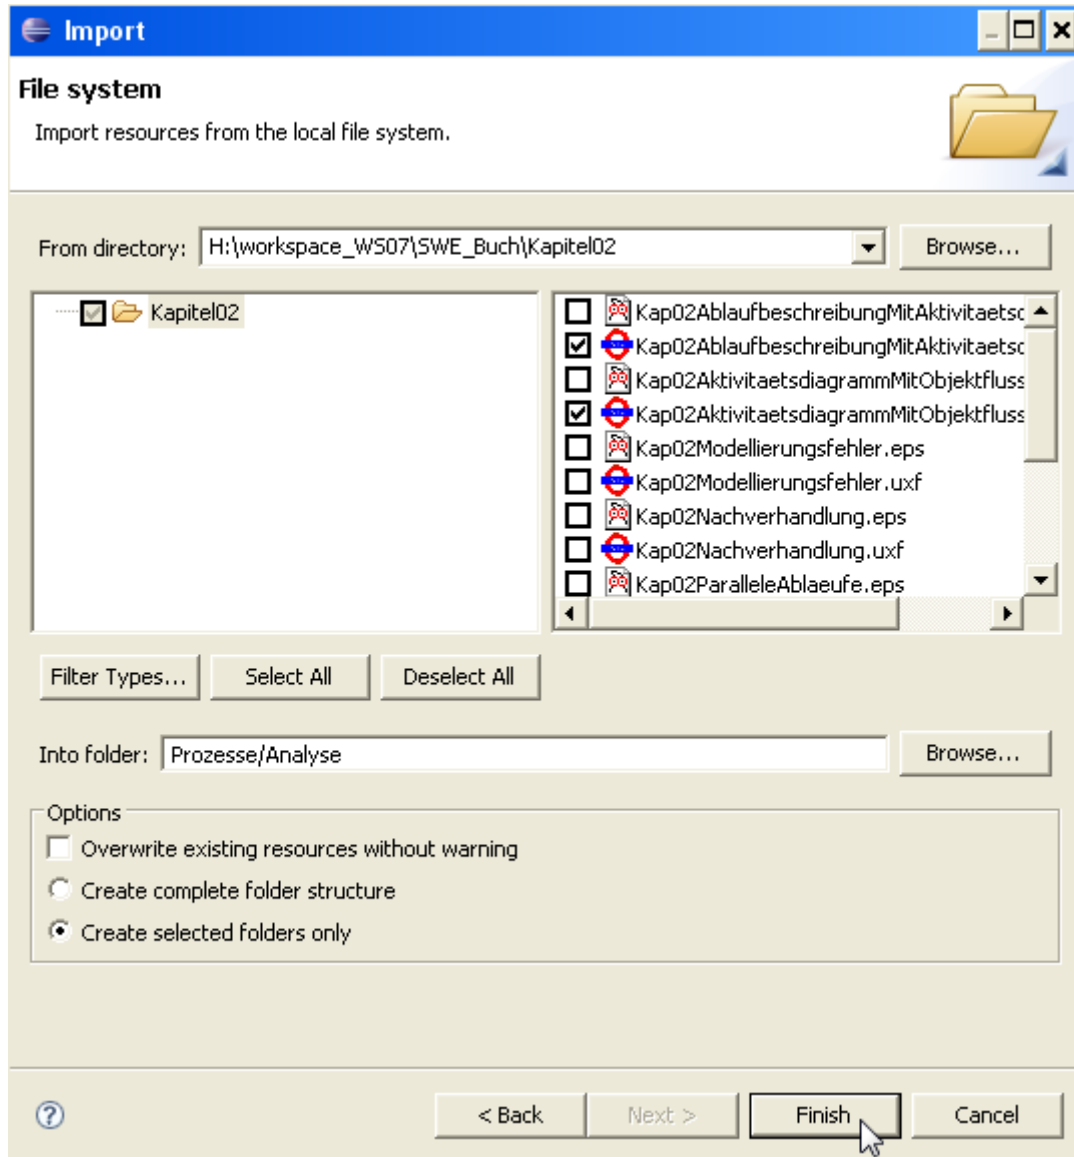 Import
File system
Import resources from the local file system.
From directory: H:\workspace_WS07\SWE_Buch\Kapitel02 Browse...
Kapitel02
Kap02AblaufbeschreibungMitAktivitaetsc
Kap02AblaufbeschreibungMitAktivitaetsc
Kap02AktivitaetsdiagrammMitObjektfluss
Kap02AktivitaetsdiagrammMitObjektfluss
Kap02Modellierungsfehler.eps
Kap02Modellierungsfehler.uxf
Kap02Nachverhandlung.eps
Kap02Nachverhandlung.uxf
Kap02ParalleleAblaeufe.eps
Filter Types... Select All Deselect All
Into folder: Prozesse/Analyse Browse...
Options
Overwrite existing resources without warning
Create complete folder structure
Create selected folders only
? < Back Next > Finish Cancel